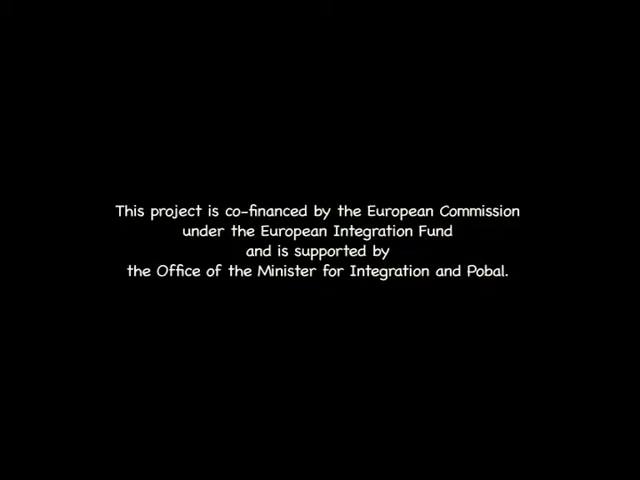 This project is co-financed by the European Commission
under the European Integration Fund
and is supported by
the Office of the Minister for Integration and Pobal.